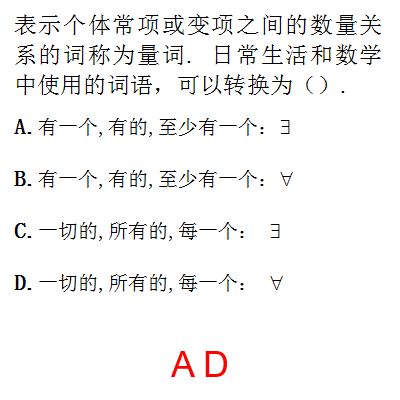 表示个体常项或变项之间的数量关
系的词称为量词. 日常生活和数学
中使用的词语，可以转换为（）.
A. 有一个, 有的, 至少有一个：∃
B. 有一个, 有的, 至少有一个：∀
C. 一切的, 所有的, 每一个： ∃
D. 一切的, 所有的, 每一个： ∀
A D